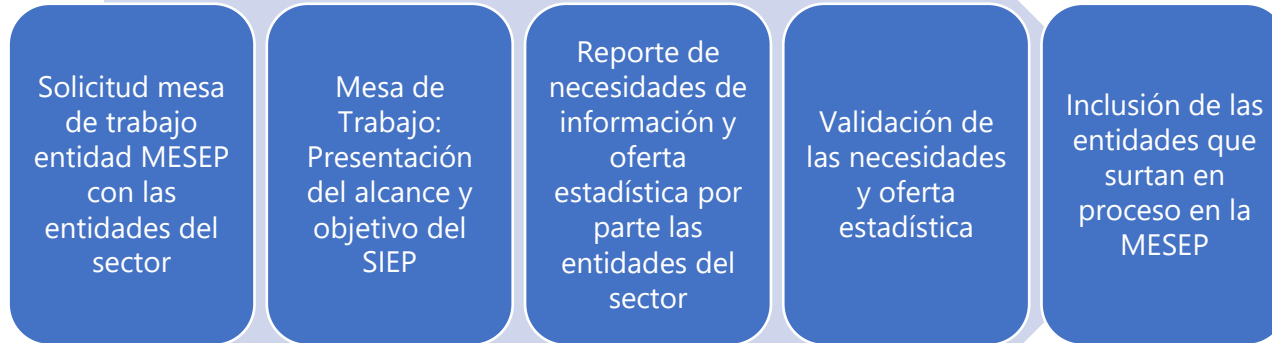 Solicitud mesa
de trabajo
entidad MESEP
con las
entidades del
sector
Mesa de
Trabajo:
Presentación
del alcance y
objetivo del
SIEP
Reporte de
necesidades de
información y
oferta
estadística por
parte las
entidades del
sector
Validación de
las necesidades
y oferta
estadística
Inclusión de las
entidades que
surtan en
proceso en la
MESEP